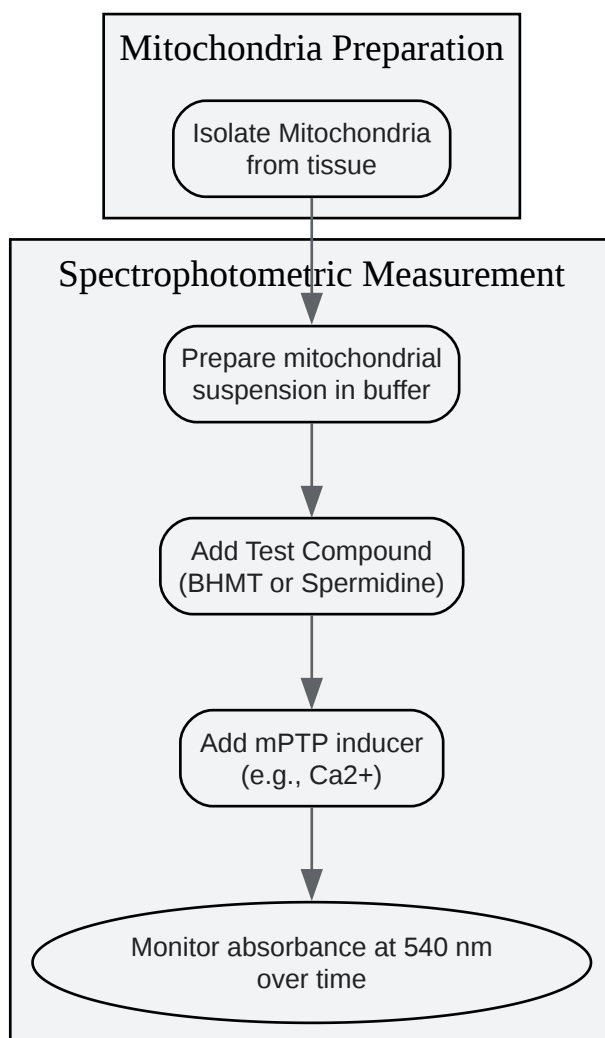 Mitochondria Preparation
Isolate Mitochondria
from tissue
Spectrophotometric Measurement
Prepare mitochondrial
suspension in buffer
Add Test Compound
(BHMT or Spermidine)
Add mPTP inducer
(e.g., Ca2+)
Monitor absorbance at 540 nm
over time